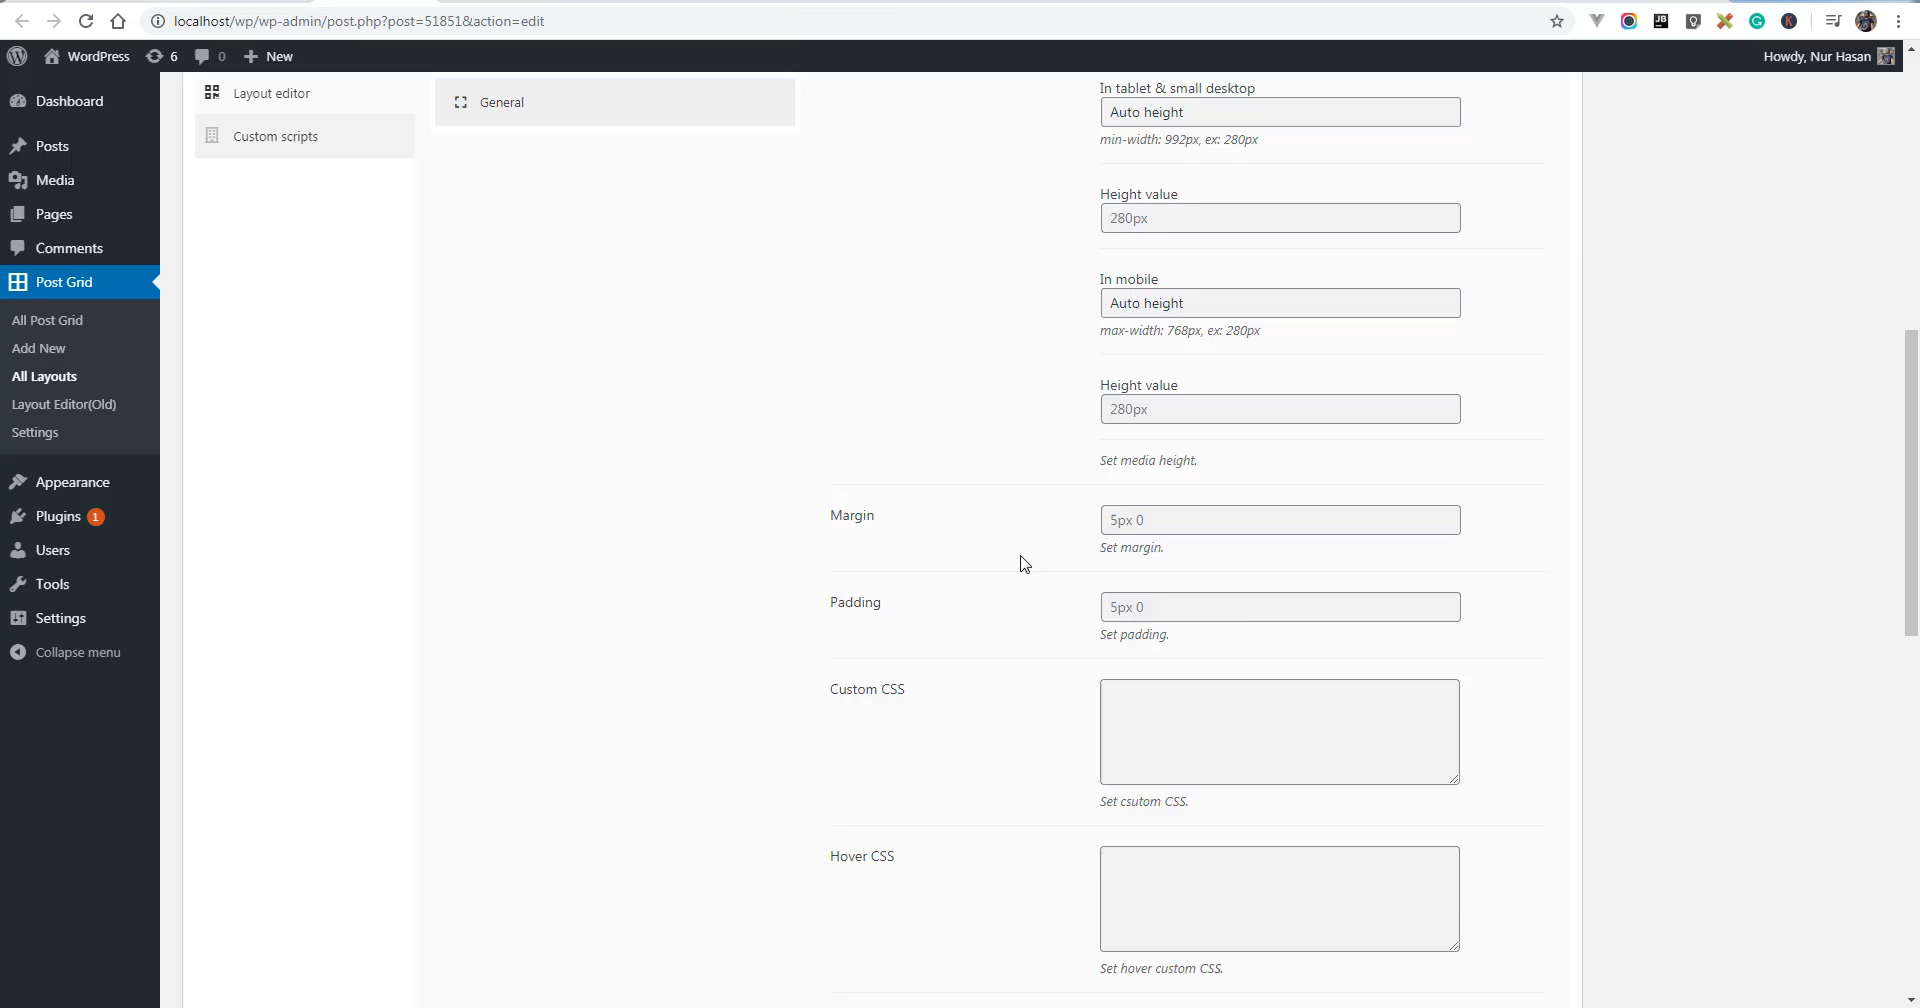 localhost/wp/wp-admin/post.php?post=51851&action=edit
WordPress
6
0
New
Howdy, Nur Hasan
Dashboard
Posts
Media
Pages
Comments
Post Grid
All Post Grid
Add New
All Layouts
Layout Editor(Old)
Settings
Appearance
Plugins 1
Users
Tools
Settings
Collapse menu
Layout editor
Custom scripts
General
In tablet & small desktop
Auto height
min-width: 992px, ex: 280px
Height value
280px
In mobile
Auto height
max-width: 768px, ex: 280px
Height value
280px
Set media height.
Margin
5px 0
Set margin.
Padding
5px 0
Set padding.
Custom CSS
Set csutom CSS.
Hover CSS
Set hover custom CSS.